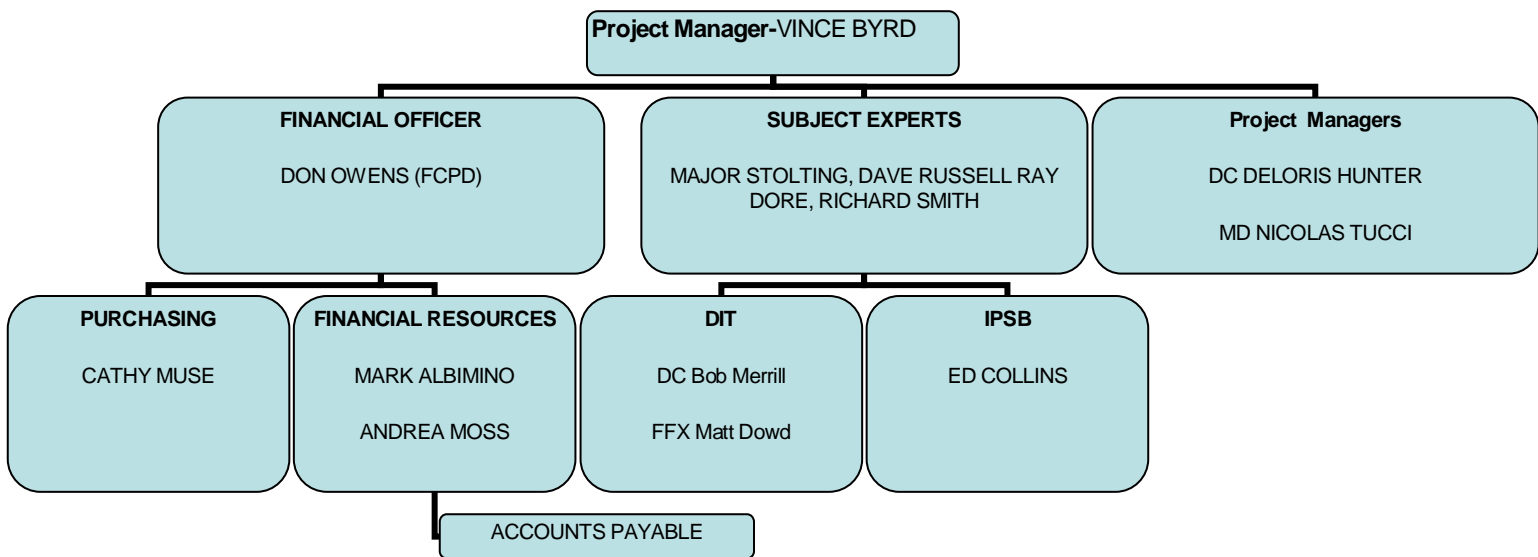 Project Manager-VINCE BYRD
FINANCIAL OFFICER
DON OWENS (FCPD)
SUBJECT EXPERTS
MAJOR STOLTING, DAVE RUSSELL RAY
DORE, RICHARD SMITH
Project Managers
DC DELORIS HUNTER
MD NICOLAS TUCCI
PURCHASING
CATHY MUSE
FINANCIAL RESOURCES
MARK ALBIMINO
ANDREA MOSS
DIT
DC Bob Merrill
FFX Matt Dowd
IPSB
ED COLLINS
ACCOUNTS PAYABLE